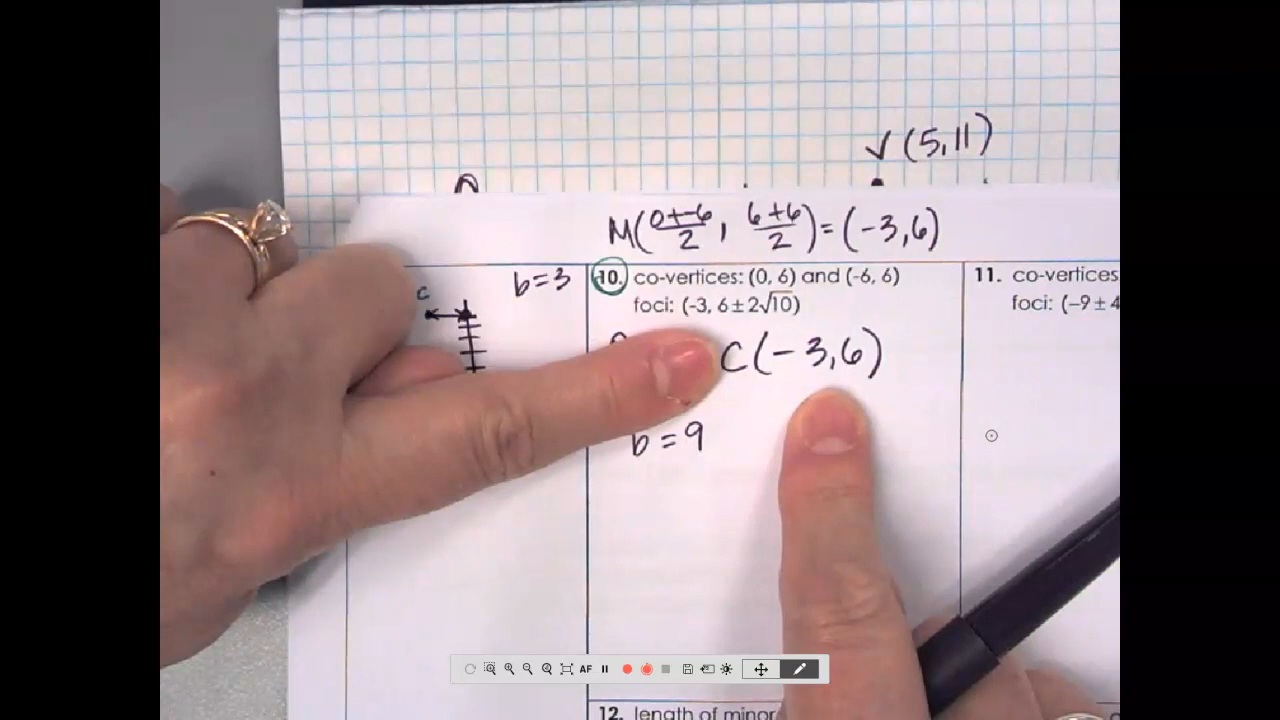 √ (5,11)
M(0+-6/2, 6+6/2)=(-3,6)
b=3
10. co-vertices: (0, 6) and (-6, 6)
foci: (-3, 6±2√10)
11. co-vertices
foci: (-9±4
c
C(-3,6)
b=9
12. length of minor
AF